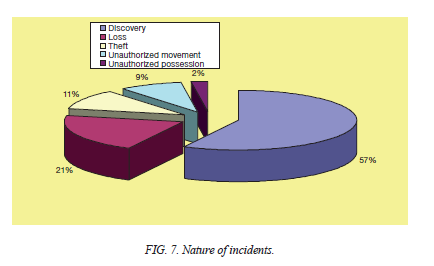 Discovery
Loss
Theft
Unauthorized movement
Unauthorized possession
2%
9%
11%
57%
21%
FIG. 7. Nature of incidents.